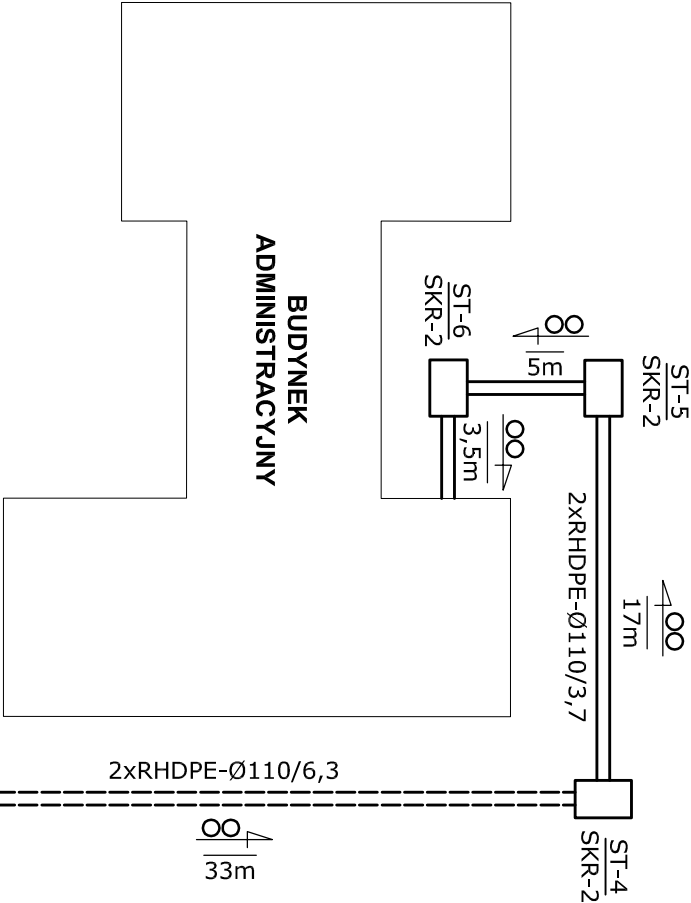 BUDYNEK
ADMINISTRACYJNY
ST-6
SKR-2
5m
ST-5
SKR-2
3,5m
2xRHDPE-Ø110/3,7
17m
2xRHDPE-Ø110/6,3
33m
ST-4
SKR-2